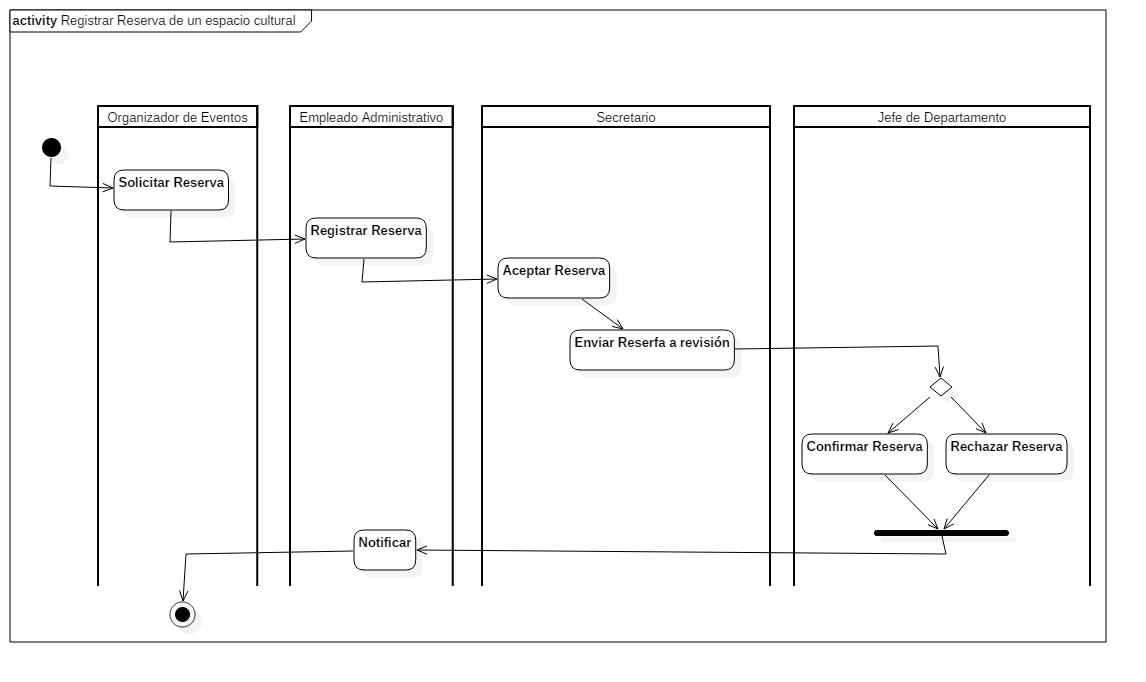 activity Registrar Reserva de un espacio cultural
Organizador de Eventos
Empleado Administrativo
Secretario
Jefe de Departamento
Solicitar Reserva
Registrar Reserva
Aceptar Reserva
Enviar Reserfa a revisión
Confirmar Reserva
Rechazar Reserva
Notificar